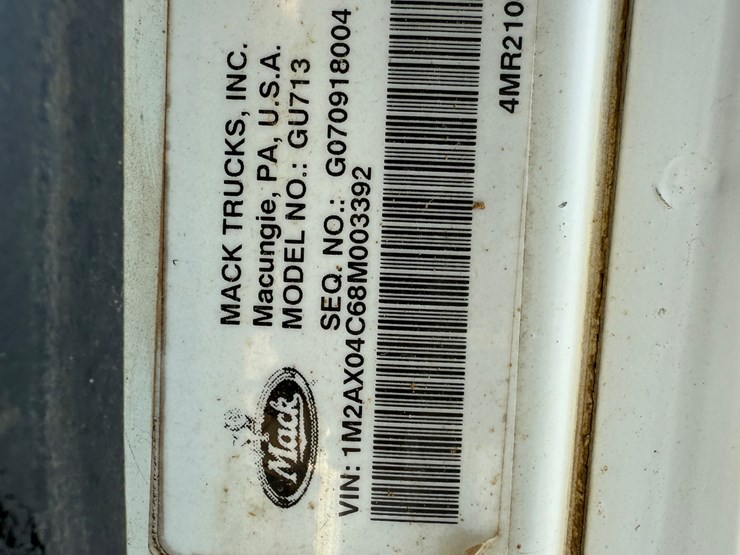 MACK TRUCKS, INC.
Macungie, PA, U.S.A.
MODEL NO.: GU713
SEQ. NO.: G070918004
Mack
VIN: 1M2AX04C68M003392
4MR210